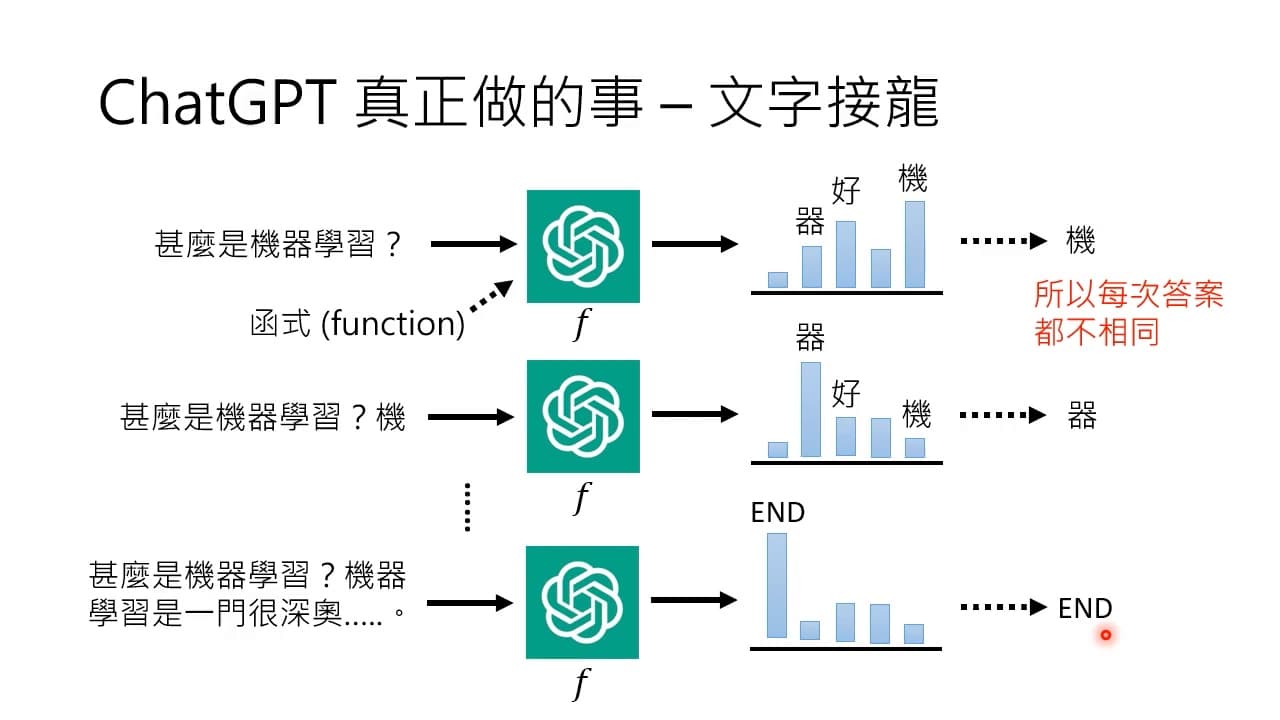 ChatGPT 真正做的事 – 文字接龍
甚麼是機器學習？
函式 (function)
f
器
好
機
機
所以每次答案
都不相同
甚麼是機器學習？機
f
器
好
機
器
甚麼是機器學習？機器
學習是一門很深奧.....。
f
END
END